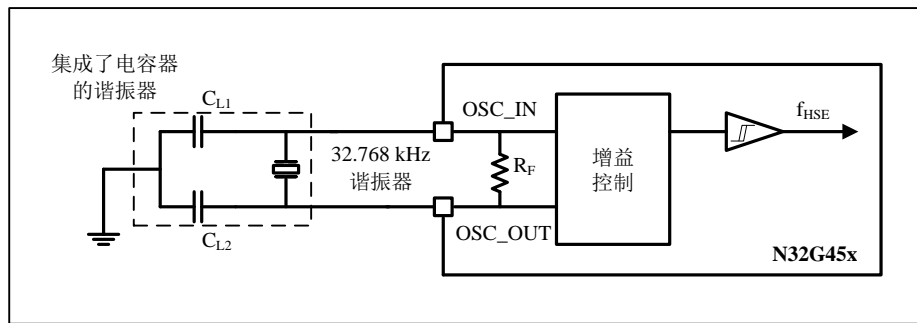 集成了电容器
的谐振器
C_L1
OSC_IN
f_HSE
32.768 kHz
谐振器
R_F
增益
控制
C_L2
OSC_OUT
N32G45x